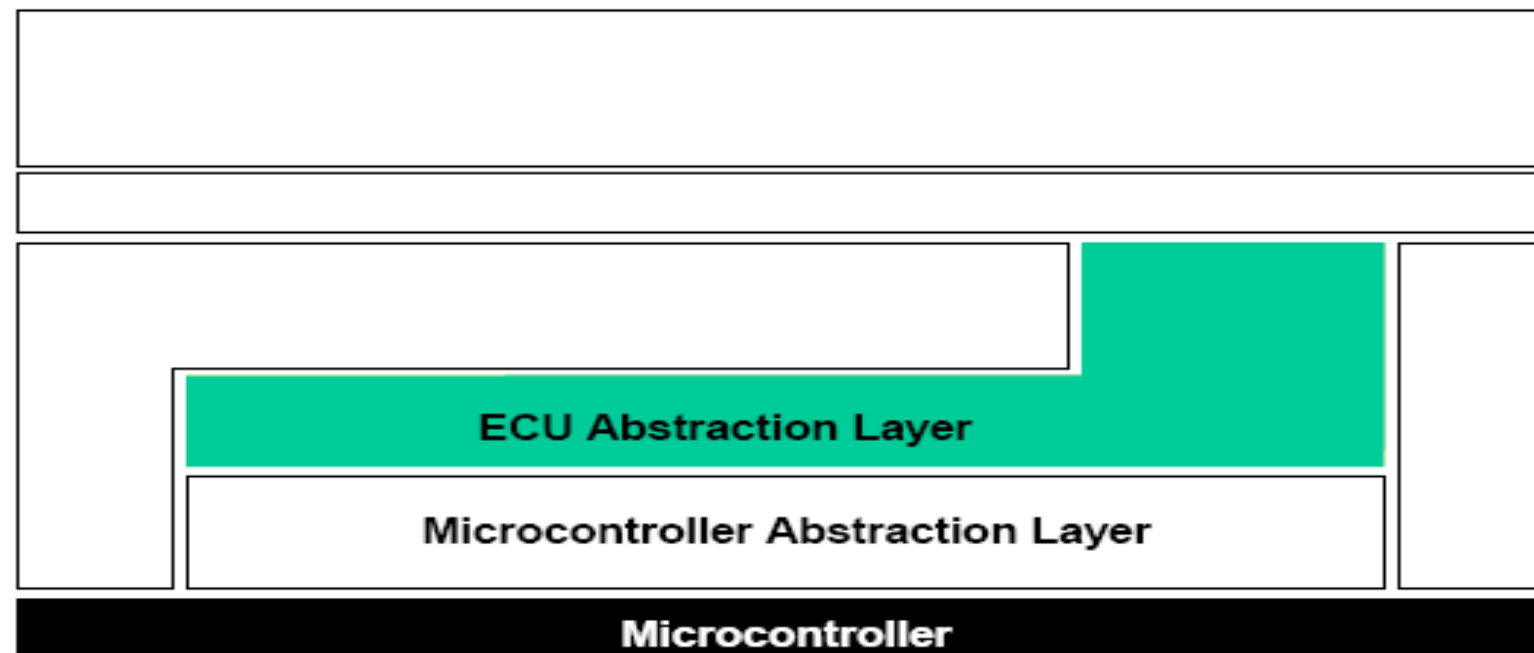 ECU Abstraction Layer
Microcontroller Abstraction Layer
Microcontroller